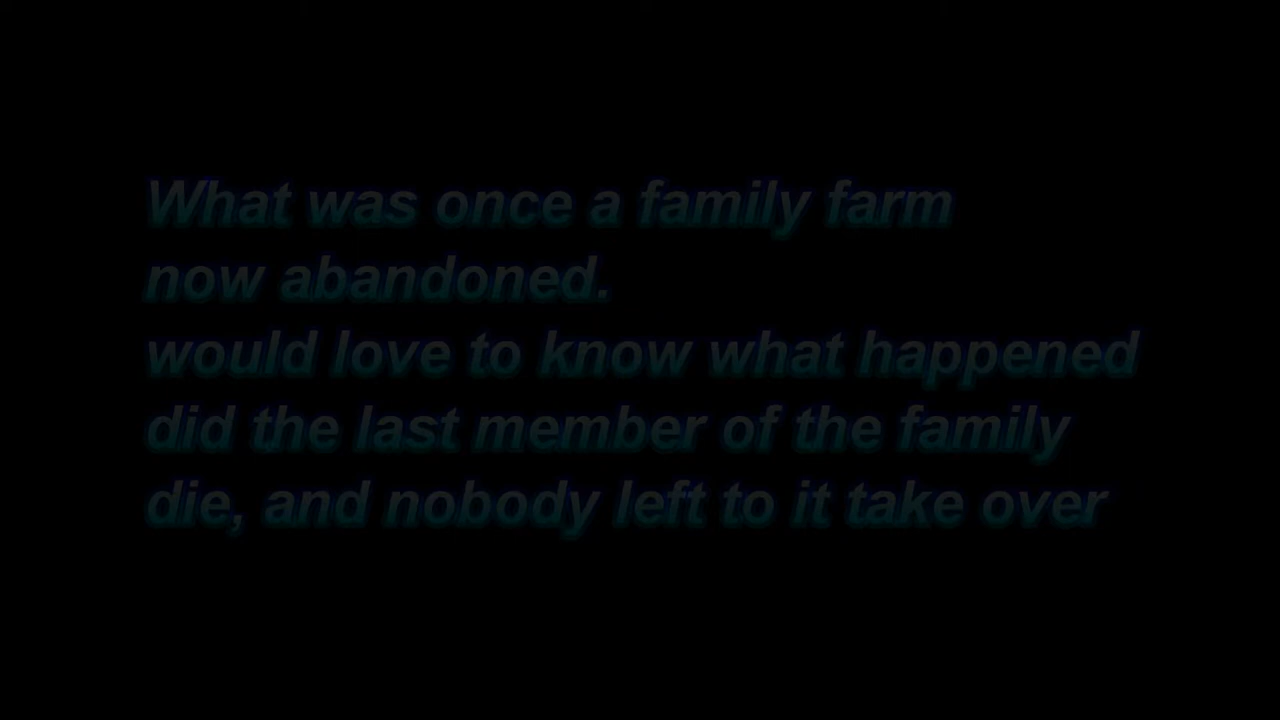 What was once a family farm
now abandoned.
would love to know what happened
did the last member of the family
die, and nobody left to it take over